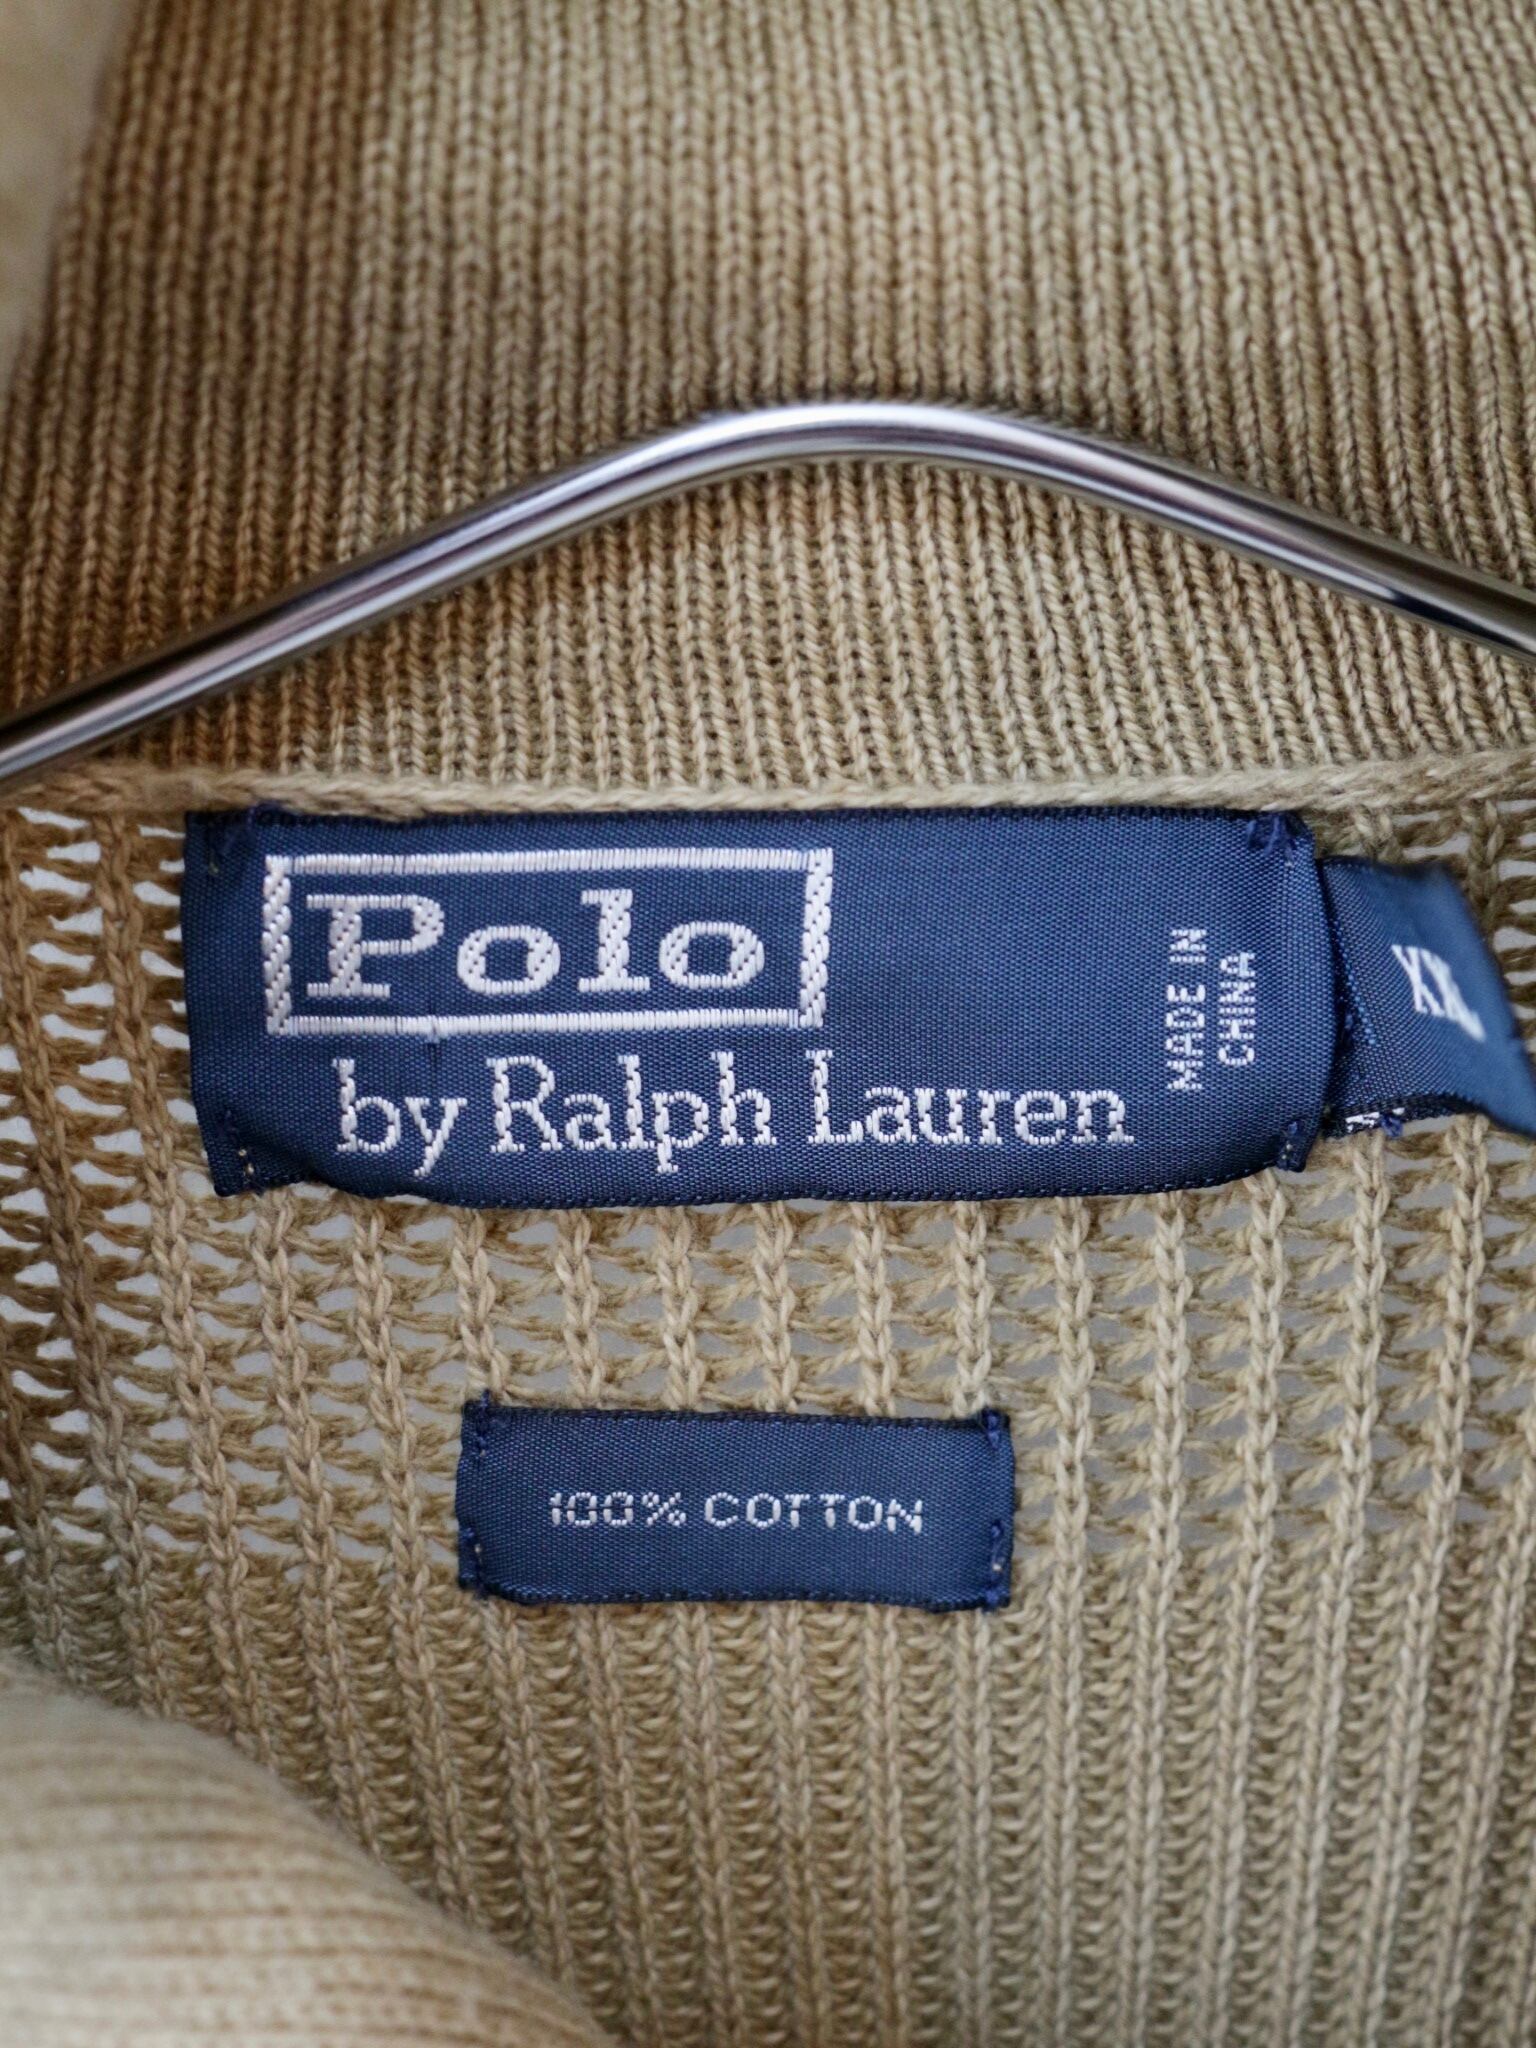 Polo
by Ralph Lauren
MADE IN
CHINA
XXL
100% COTTON